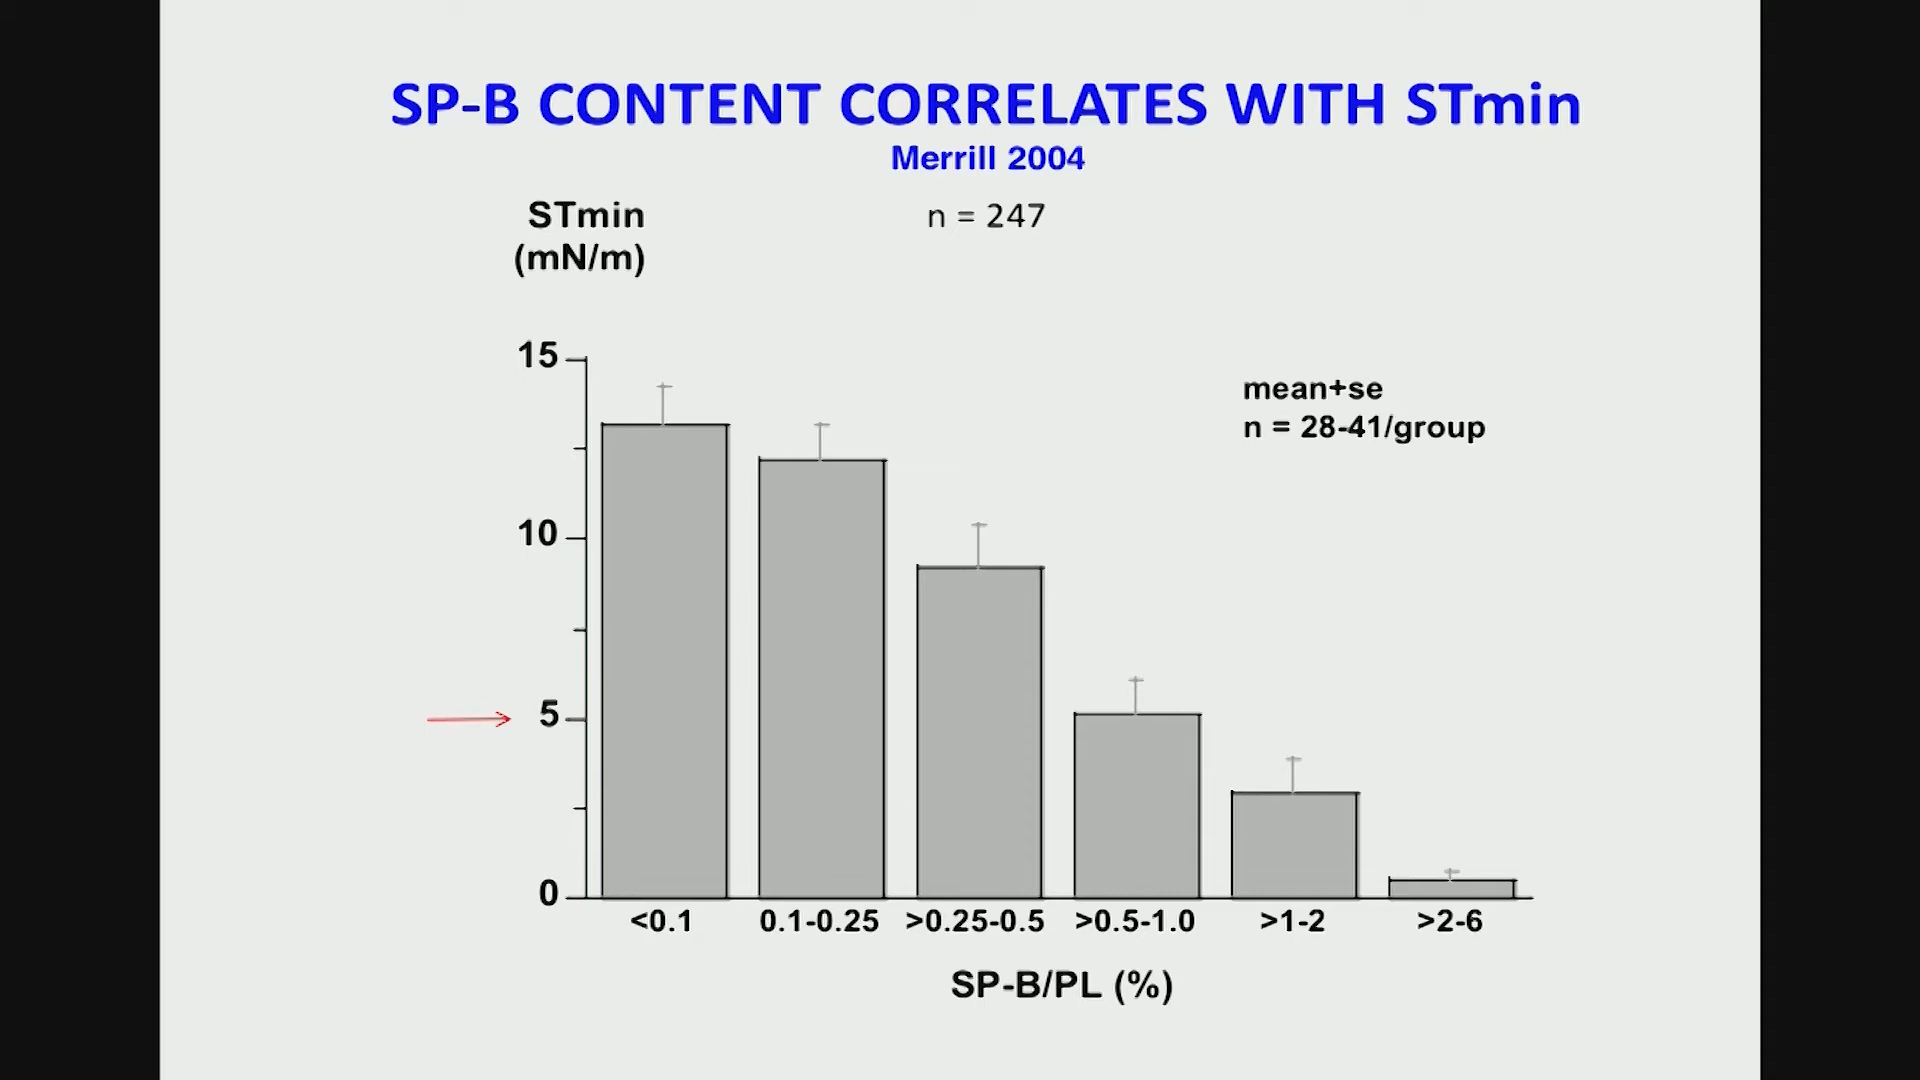 SP-B CONTENT CORRELATES WITH STmin
Merrill 2004
STmin
(mN/m)
n = 247
mean+se
n = 28-41/group
15
10
5
0
<0.1 0.1-0.25 >0.25-0.5 >0.5-1.0 >1-2 >2-6
SP-B/PL (%)